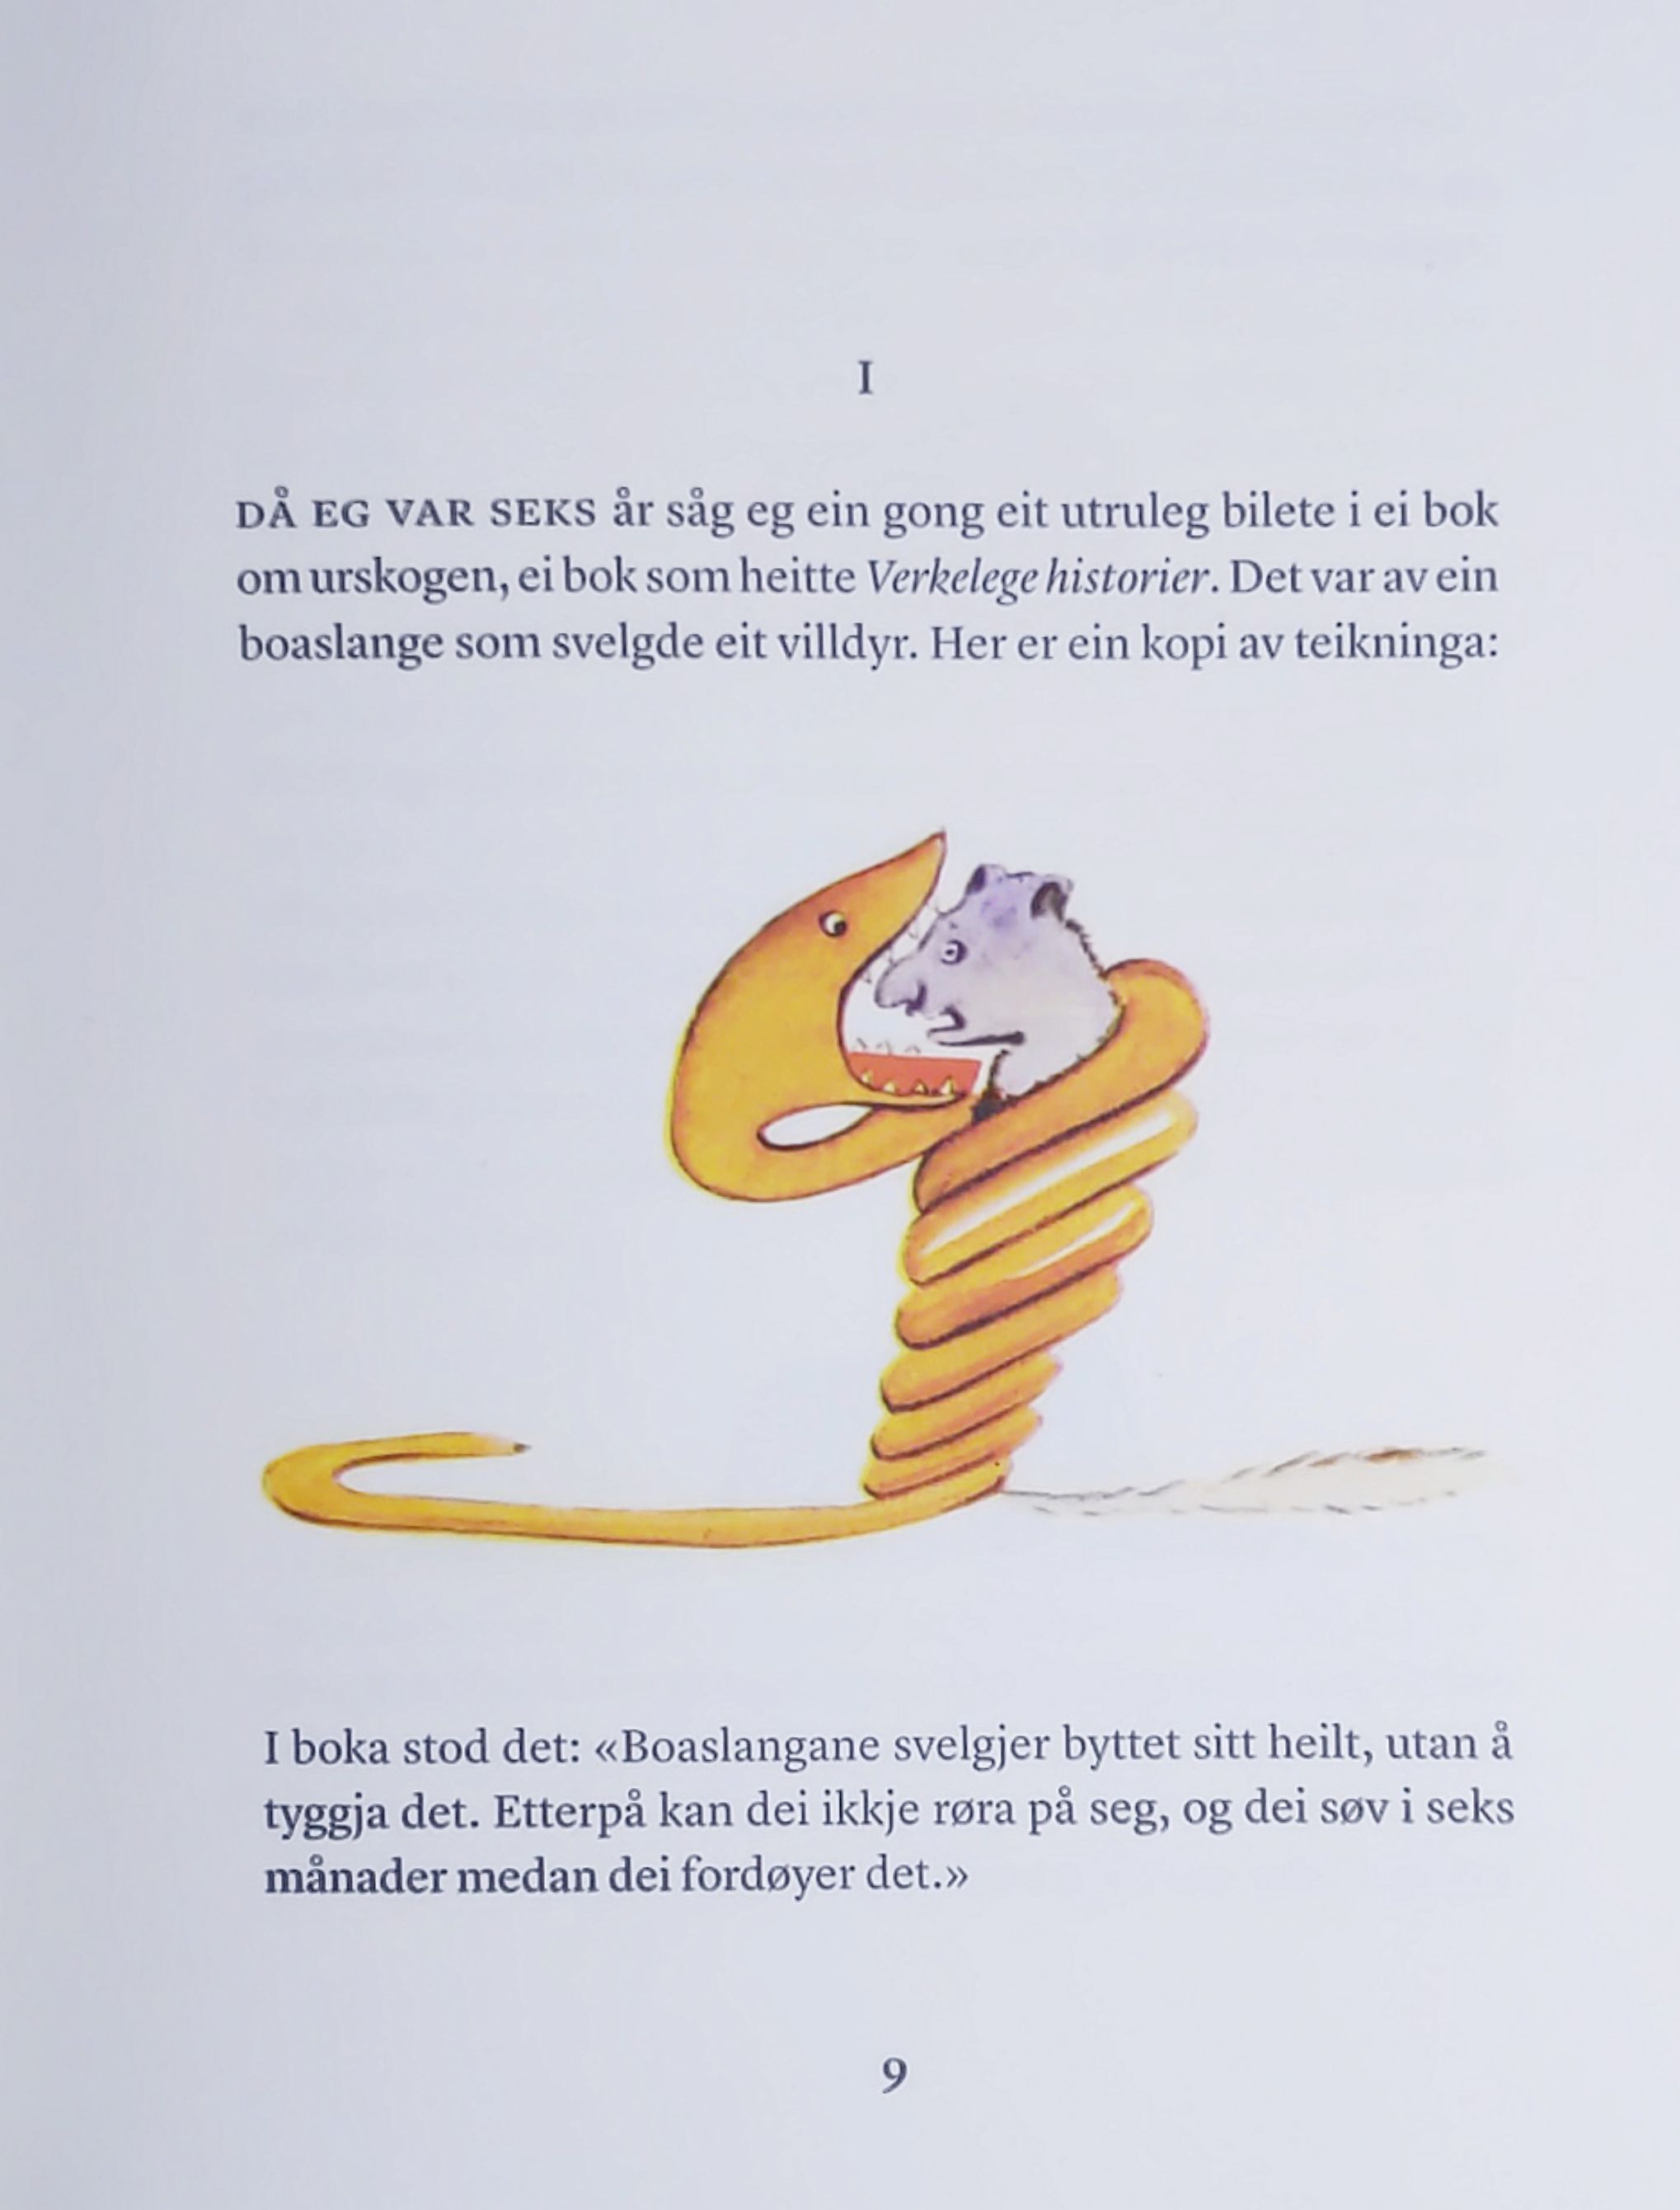 I
DÅ EG VAR SEKS år såg eg ein gong eit utruleg bilete i ei bok
om urskogen, ei bok som heitte Verkelege historier. Det var av ein
boaslange som svelgde eit villdyr. Her er ein kopi av teikninga:
I boka stod det: «Boaslangane svelgjer byttet sitt heilt, utan å
tyggja det. Etterpå kan dei ikkje røra på seg, og dei søv i seks
månader medan dei fordøyer det.»
9